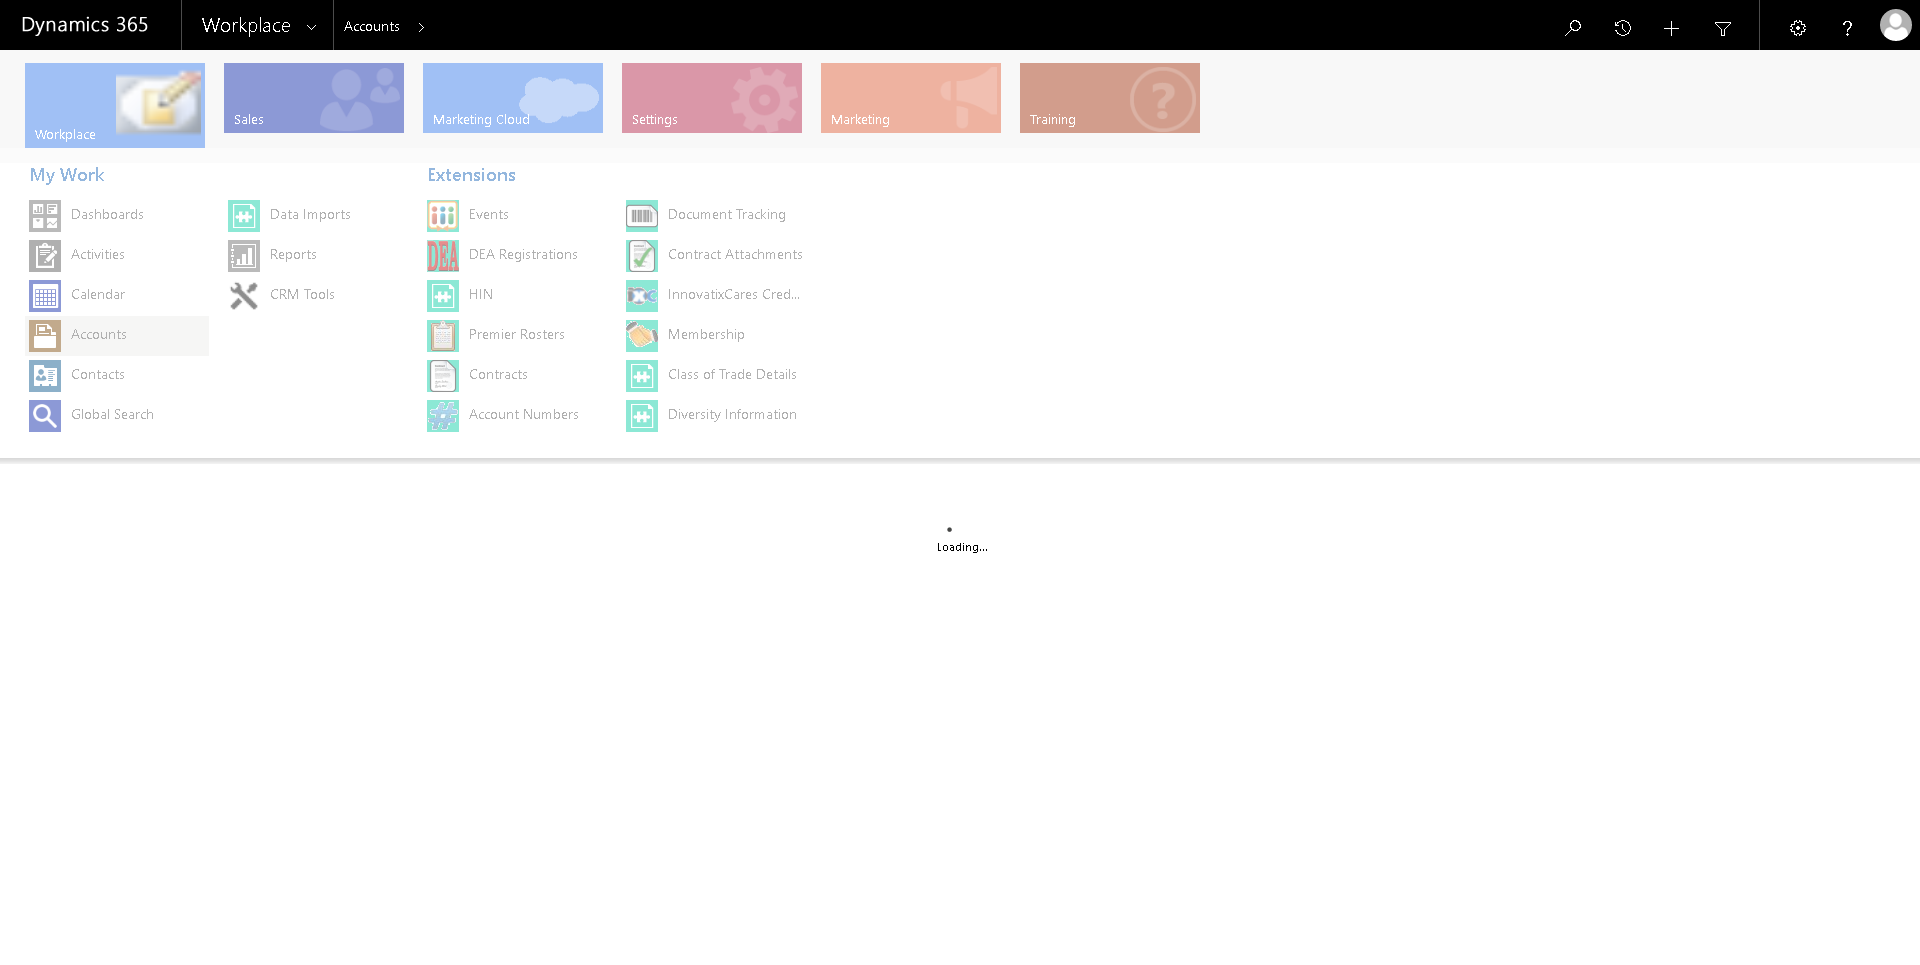 Dynamics 365
Workplace
Accounts
Workplace
Sales
Marketing Cloud
Settings
Marketing
Training
My Work
Dashboards
Activities
Calendar
Accounts
Contacts
Global Search
Data Imports
Reports
CRM Tools
Extensions
Events
DEA DEA Registrations
HIN
Premier Rosters
Contracts
# Account Numbers
Document Tracking
Contract Attachments
InnovatixCares Cred...
Membership
Class of Trade Details
Diversity Information
Loading...